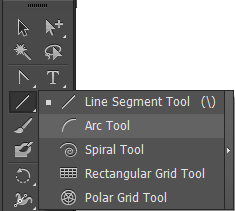 Line Segment Tool (\)
Arc Tool
Spiral Tool
Rectangular Grid Tool
Polar Grid Tool